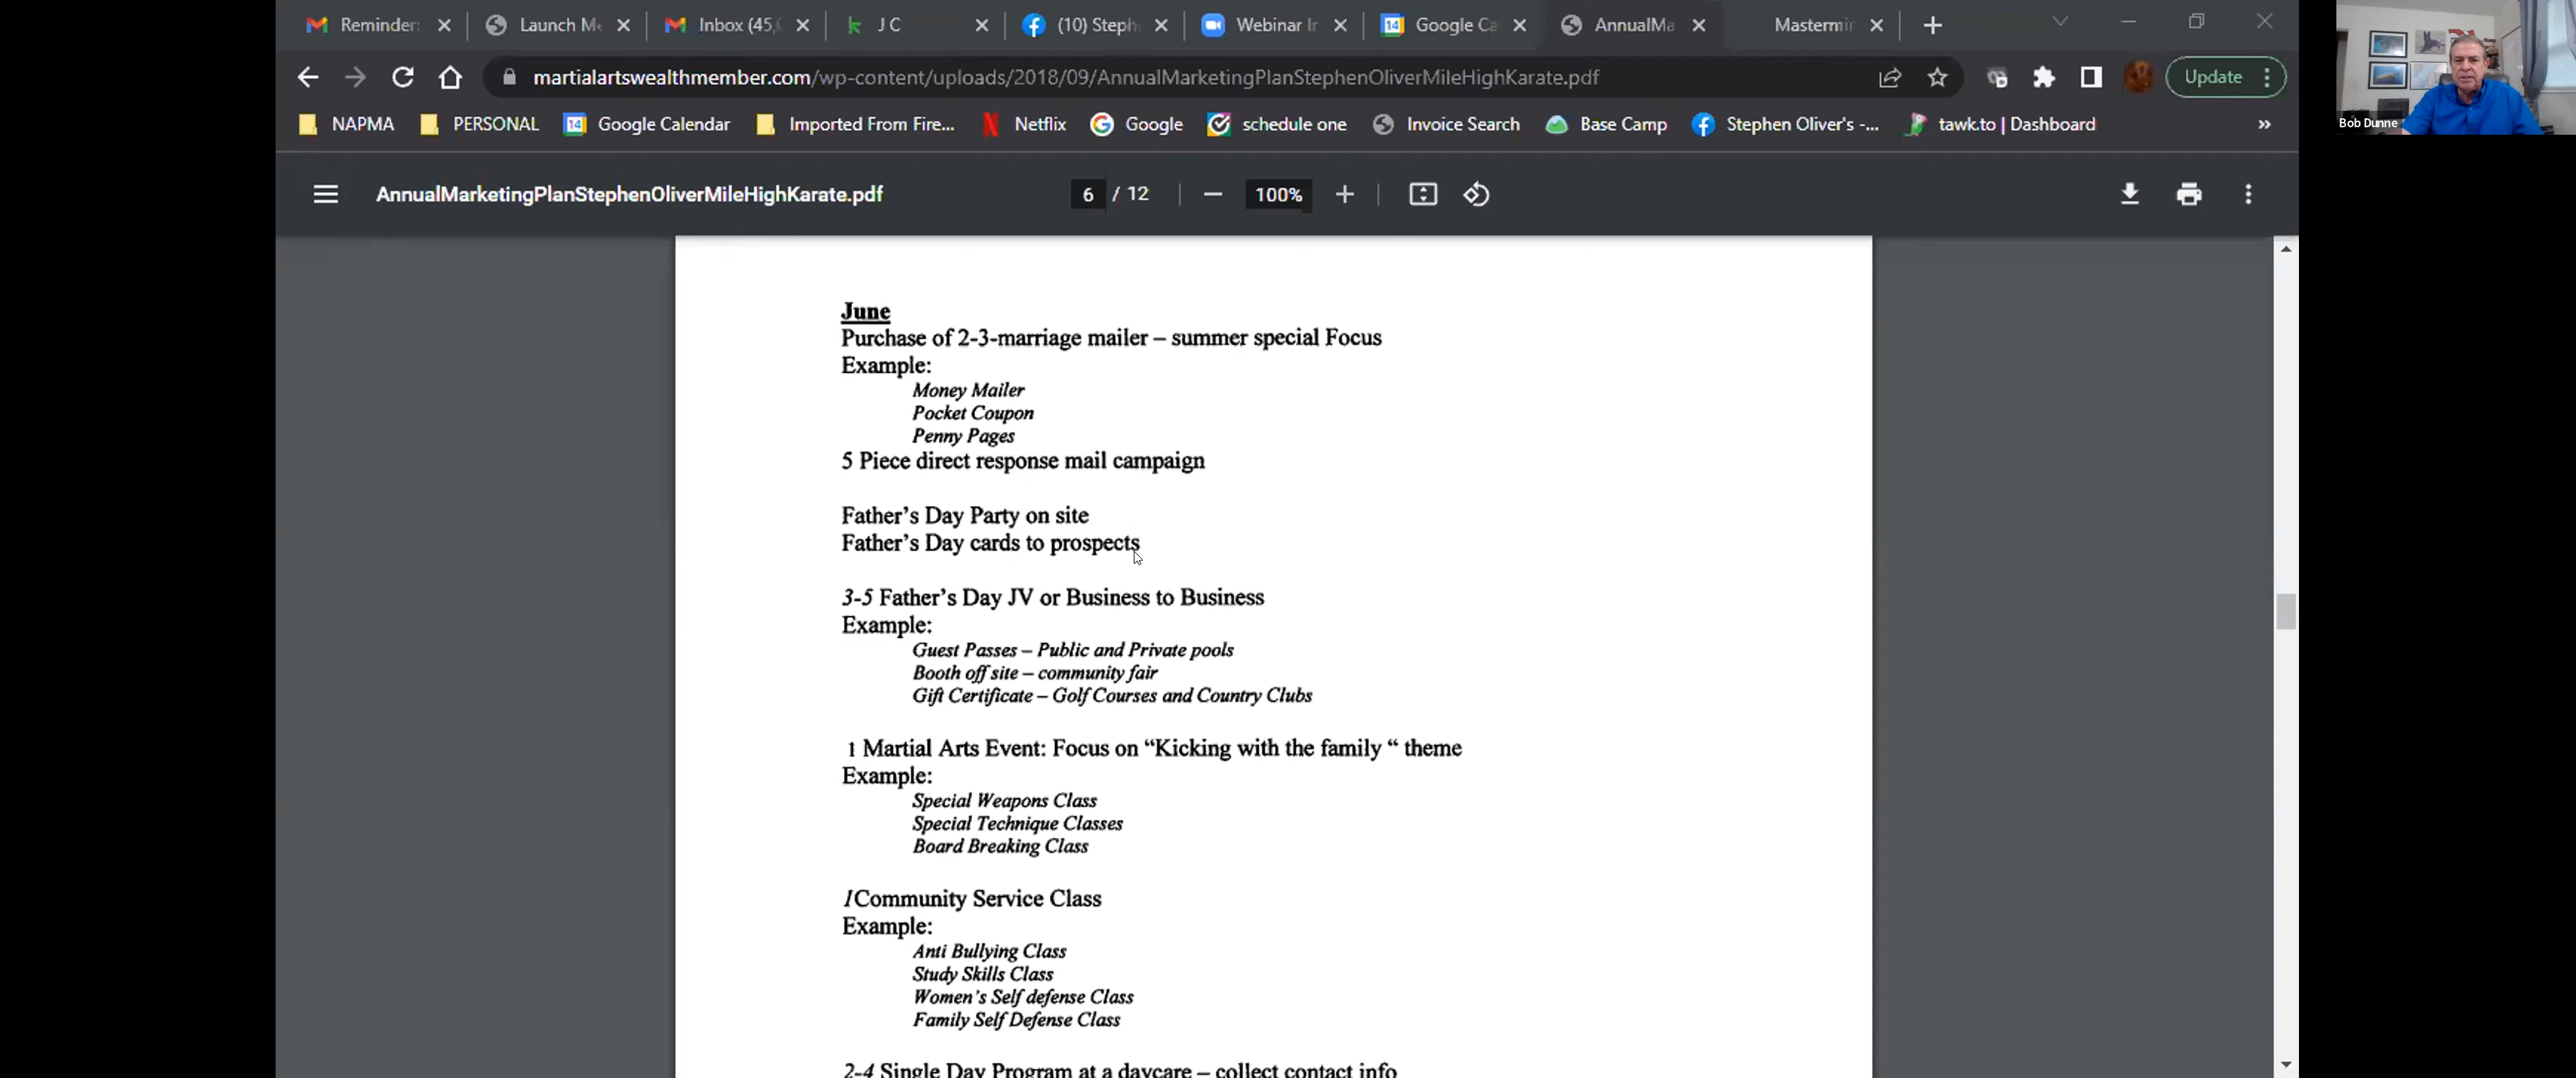 Reminder:
Launch Me
Inbox (45,
J C
(10) Steph
Webinar Ir
Google Ca
AnnualMa
Mastermin
martialartswealthmember.com/wp-content/uploads/2018/09/AnnualMarketingPlanStephenOliverMileHighKarate.pdf
Update
Bob Dunne
NAPMA
PERSONAL
Google Calendar
Imported From Fire...
Netflix
Google
schedule one
Invoice Search
Base Camp
Stephen Oliver's -...
tawk.to | Dashboard
»
AnnualMarketingPlanStephenOliverMileHighKarate.pdf
6 / 12
100%
June
Purchase of 2-3-marriage mailer – summer special Focus
Example:
Money Mailer
Pocket Coupon
Penny Pages
5 Piece direct response mail campaign
Father's Day Party on site
Father's Day cards to prospects
3-5 Father's Day JV or Business to Business
Example:
Guest Passes – Public and Private pools
Booth off site – community fair
Gift Certificate – Golf Courses and Country Clubs
1 Martial Arts Event: Focus on “Kicking with the family “ theme
Example:
Special Weapons Class
Special Technique Classes
Board Breaking Class
1Community Service Class
Example:
Anti Bullying Class
Study Skills Class
Women's Self defense Class
Family Self Defense Class
2-4 Single Day Program at a daycare – collect contact info